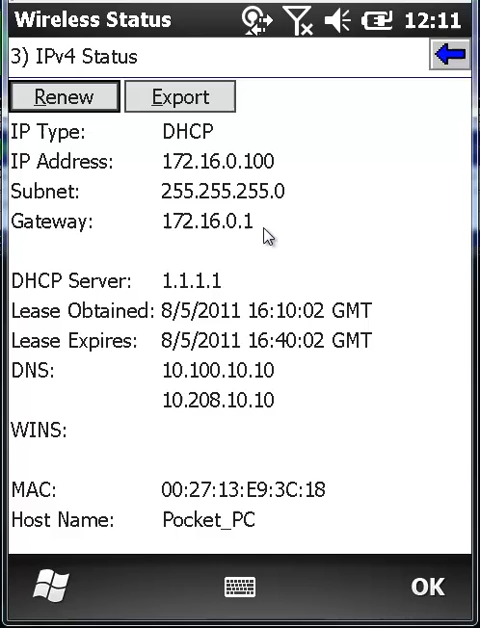 Wireless Status 12:11
3) IPv4 Status
Renew Export
IP Type: DHCP
IP Address: 172.16.0.100
Subnet: 255.255.255.0
Gateway: 172.16.0.1
DHCP Server: 1.1.1.1
Lease Obtained: 8/5/2011 16:10:02 GMT
Lease Expires: 8/5/2011 16:40:02 GMT
DNS: 10.100.10.10
10.208.10.10
WINS:
MAC: 00:27:13:E9:3C:18
Host Name: Pocket_PC
OK